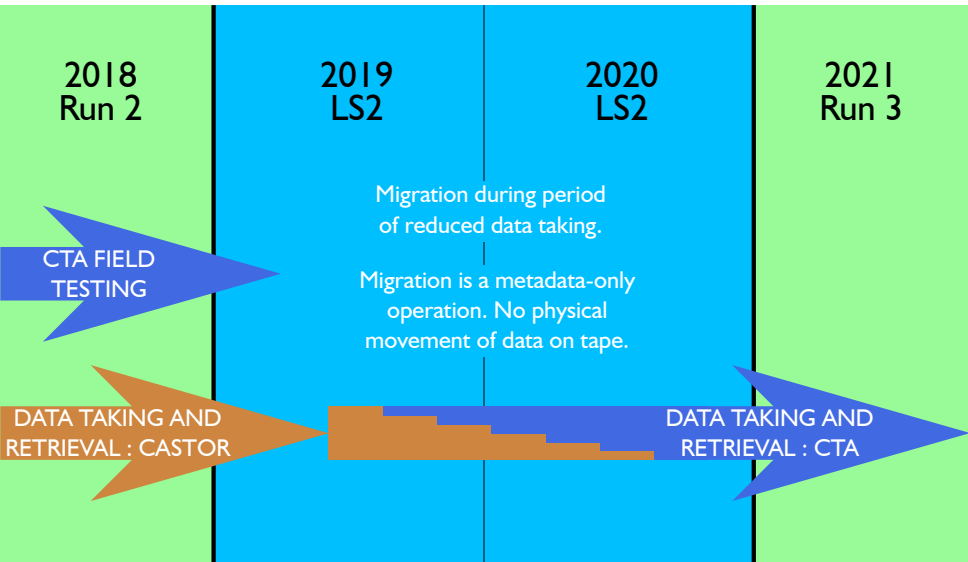 2018
Run 2
2019
LS2
2020
LS2
2021
Run 3
Migration during period
of reduced data taking.
Migration is a metadata-only
operation. No physical
movement of data on tape.
CTA FIELD
TESTING
DATA TAKING AND
RETRIEVAL : CASTOR
DATA TAKING AND
RETRIEVAL : CTA